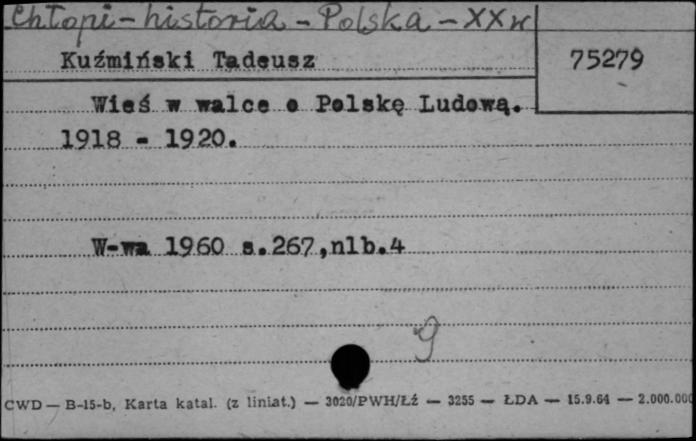 Chłopi - historia - Polska - XX w
Kuźmiński Tadeusz
75279
Wieś w walce o Polskę Ludową.
1918 - 1920.
W-wa 1960 s.267,nlb.4
9
CWD — B-15-b, Karta katal. (z liniat.) — 3020/PWH/Łź — 3255 — ŁDA — 15.9.64 — 2.000.000